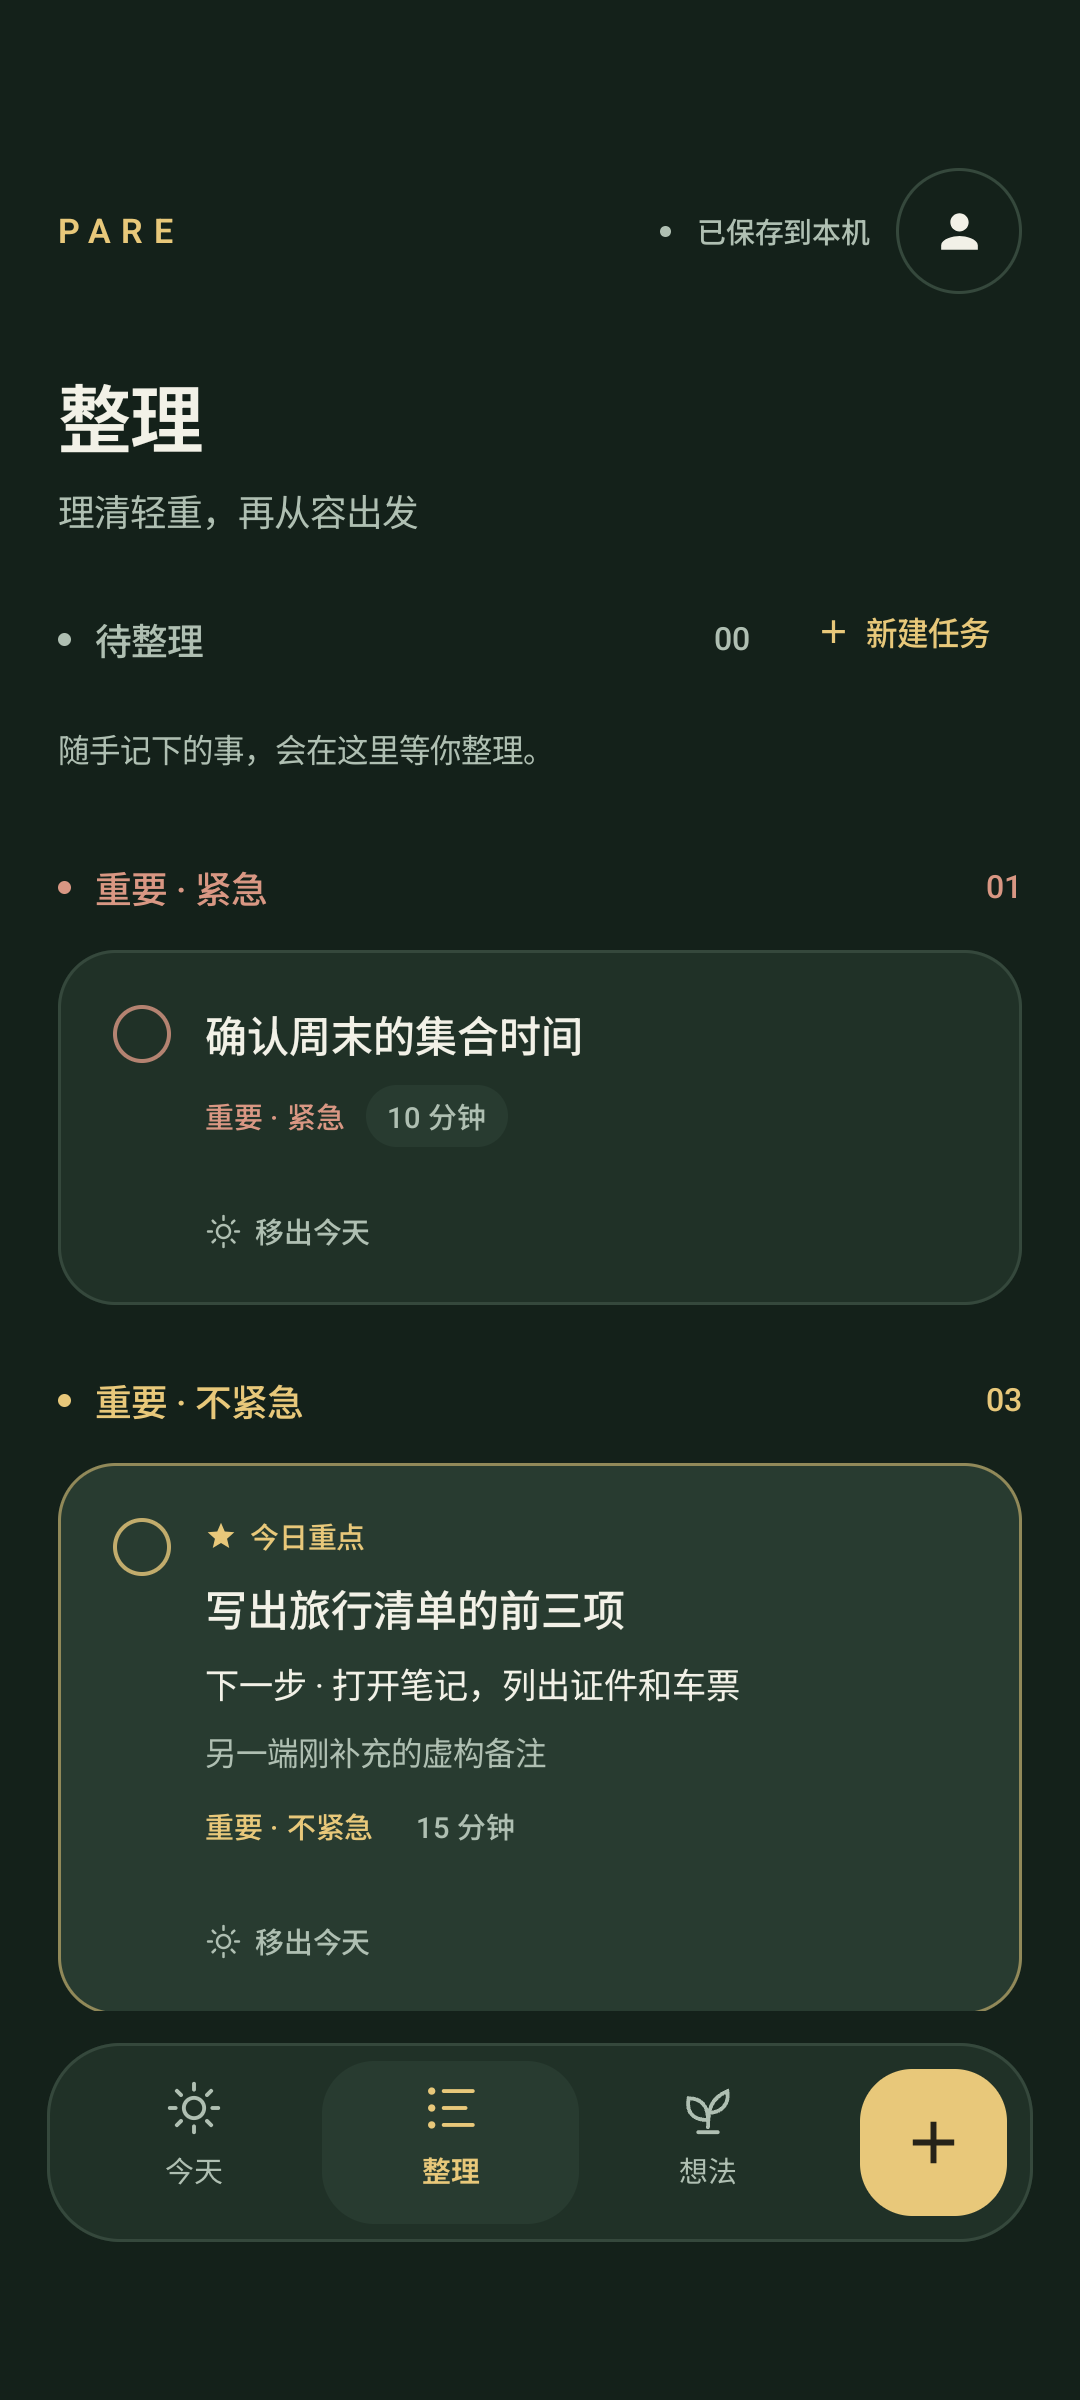 PARE
已保存到本机
整理
理清轻重，再从容出发
待整理
00
新建任务
随手记下的事，会在这里等你整理。
重要 · 紧急
01
确认周末的集合时间
重要 · 紧急
10 分钟
移出今天
重要 · 不紧急
03
今日重点
写出旅行清单的前三项
下一步 · 打开笔记，列出证件和车票
另一端刚补充的虚构备注
重要 · 不紧急
15 分钟
移出今天
今天
整理
想法